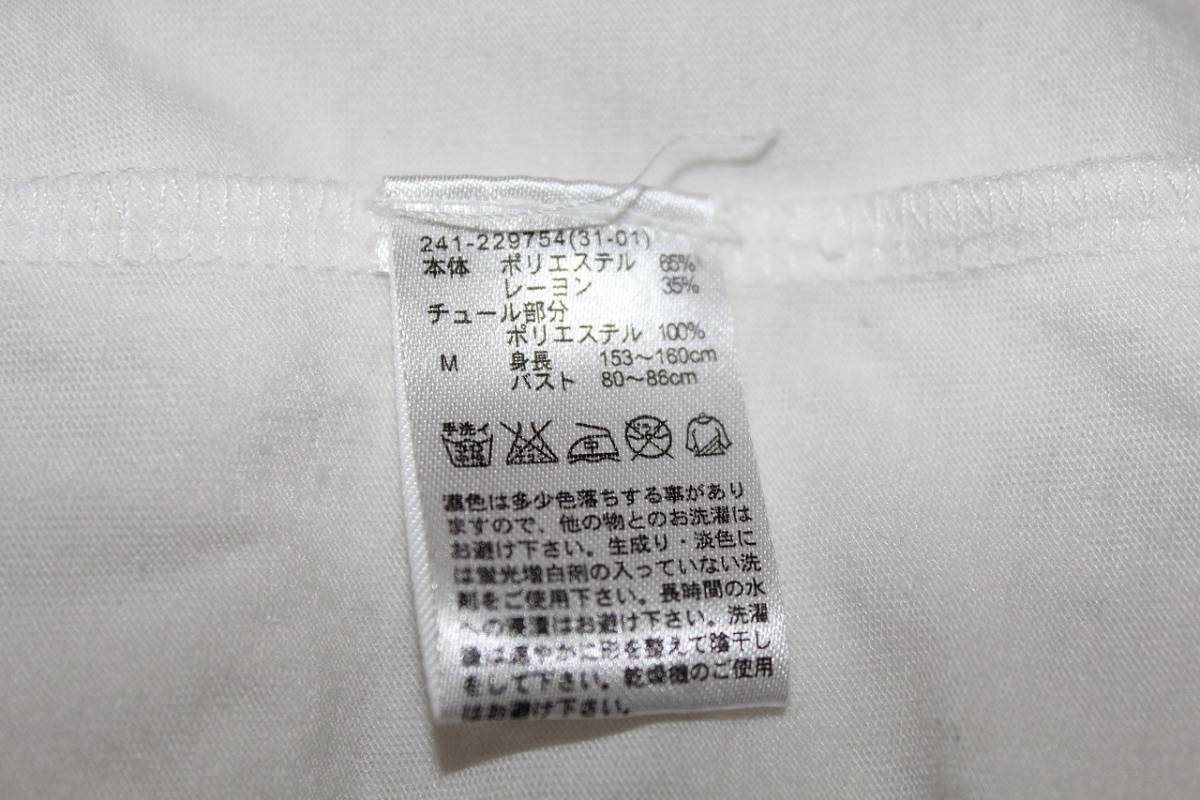 241-229754(31-01)
本体 ポリエステル 65%
レーヨン 35%
チュール部分
ポリエステル 100%
M 身長 153～160cm
バスト 80～86cm
手洗イ
中
濃色は多少色落ちする事があり
ますので、他の物とのお洗濯は
お避け下さい。生成り・淡色に
は蛍光増白剤の入っていない洗
剤をご使用下さい。長時間の水
への浸漬はお避け下さい。洗濯
後は速やかに形を整えて陰干し
をして下さい。乾燥機のご使用
はお避け下さい。